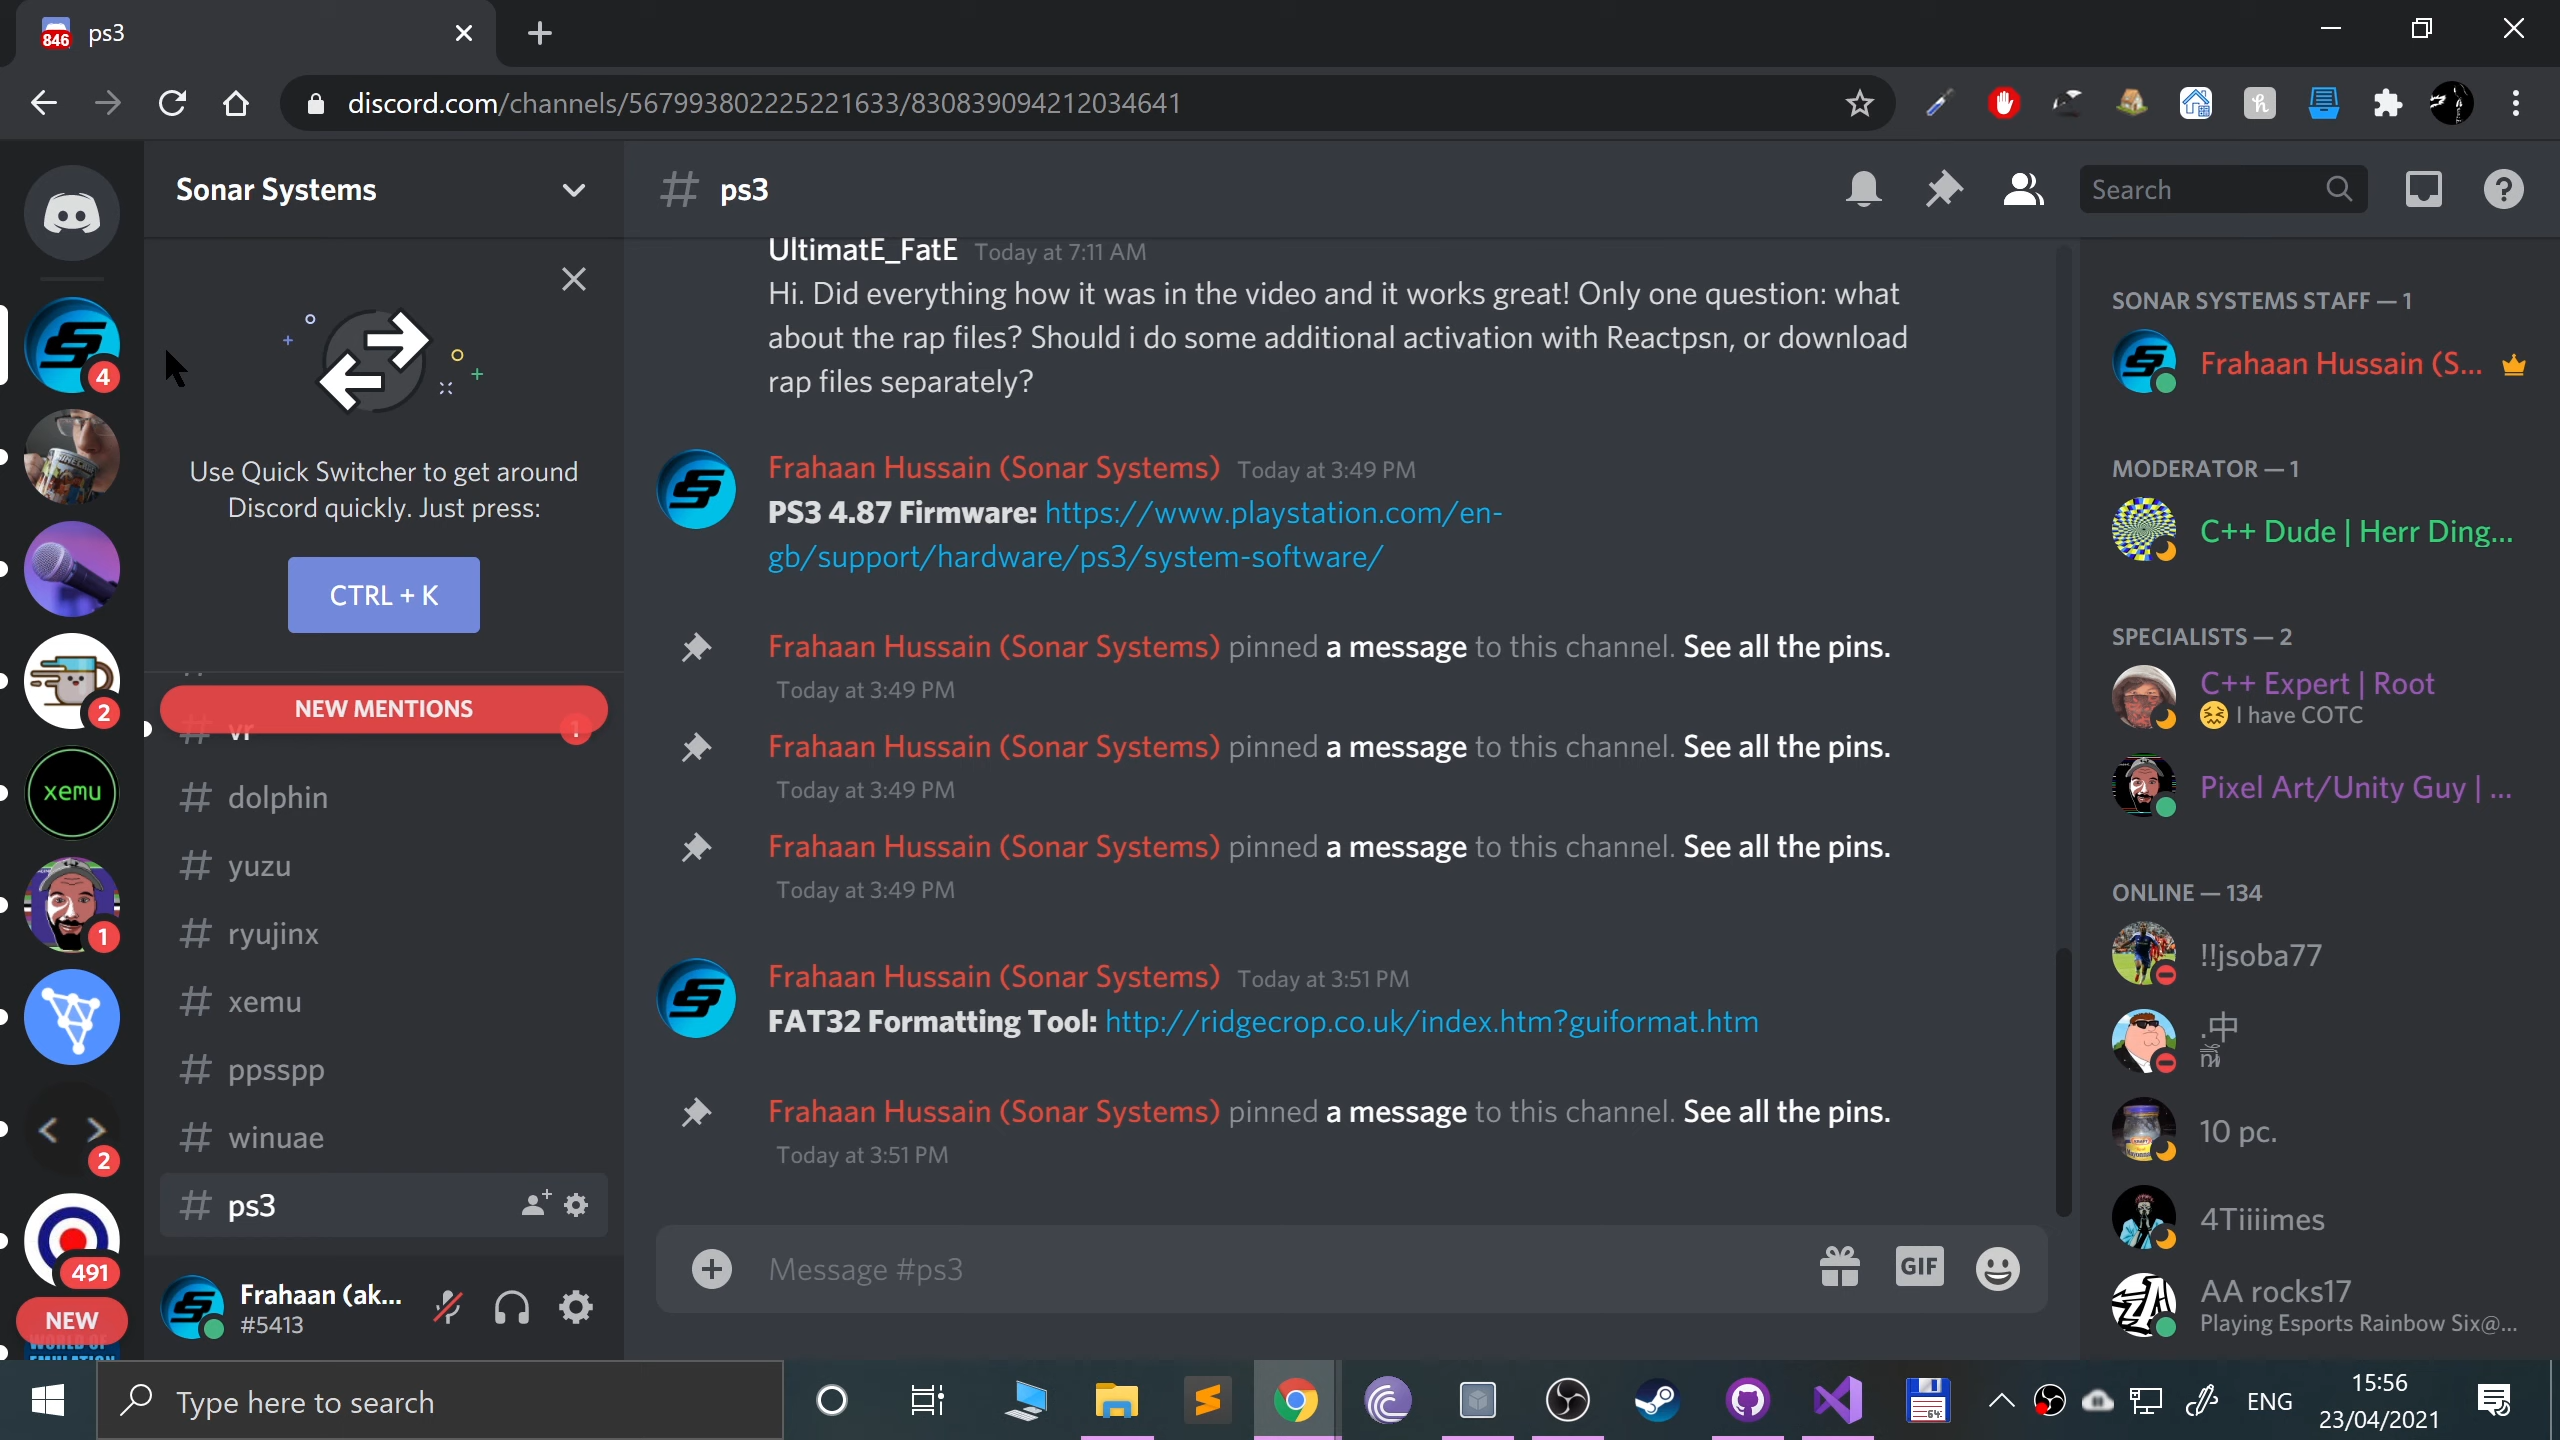 846 ps3
discord.com/channels/567993802225221633/830839094212034641
Sonar Systems
4
Use Quick Switcher to get around
Discord quickly. Just press:
CTRL + K
NEW MENTIONS
vr
dolphin
yuzu
ryujinx
xemu
ppsspp
winuae
ps3
2
xemu
1
2
491
NEW
WORLD OF
Frahaan (ak...
#5413
# ps3
Search
UltimatE_FatE Today at 7:11 AM
Hi. Did everything how it was in the video and it works great! Only one question: what
about the rap files? Should i do some additional activation with Reactpsn, or download
rap files separately?
Frahaan Hussain (Sonar Systems) Today at 3:49 PM
PS3 4.87 Firmware: https://www.playstation.com/en-
gb/support/hardware/ps3/system-software/
Frahaan Hussain (Sonar Systems) pinned a message to this channel. See all the pins.
Today at 3:49 PM
Frahaan Hussain (Sonar Systems) pinned a message to this channel. See all the pins.
Today at 3:49 PM
Frahaan Hussain (Sonar Systems) pinned a message to this channel. See all the pins.
Today at 3:49 PM
Frahaan Hussain (Sonar Systems) Today at 3:51 PM
FAT32 Formatting Tool: http://ridgecrop.co.uk/index.htm?guiformat.htm
Frahaan Hussain (Sonar Systems) pinned a message to this channel. See all the pins.
Today at 3:51 PM
Message #ps3
GIF
SONAR SYSTEMS STAFF — 1
Frahaan Hussain (S...
MODERATOR — 1
C++ Dude | Herr Ding...
SPECIALISTS — 2
C++ Expert | Root
I have COTC
Pixel Art/Unity Guy | ...
ONLINE — 134
!!jsoba77
.中
10 pc.
4Tiiiimes
AA rocks17
Playing Esports Rainbow Six@...
Type here to search
64
ENG
15:56
23/04/2021